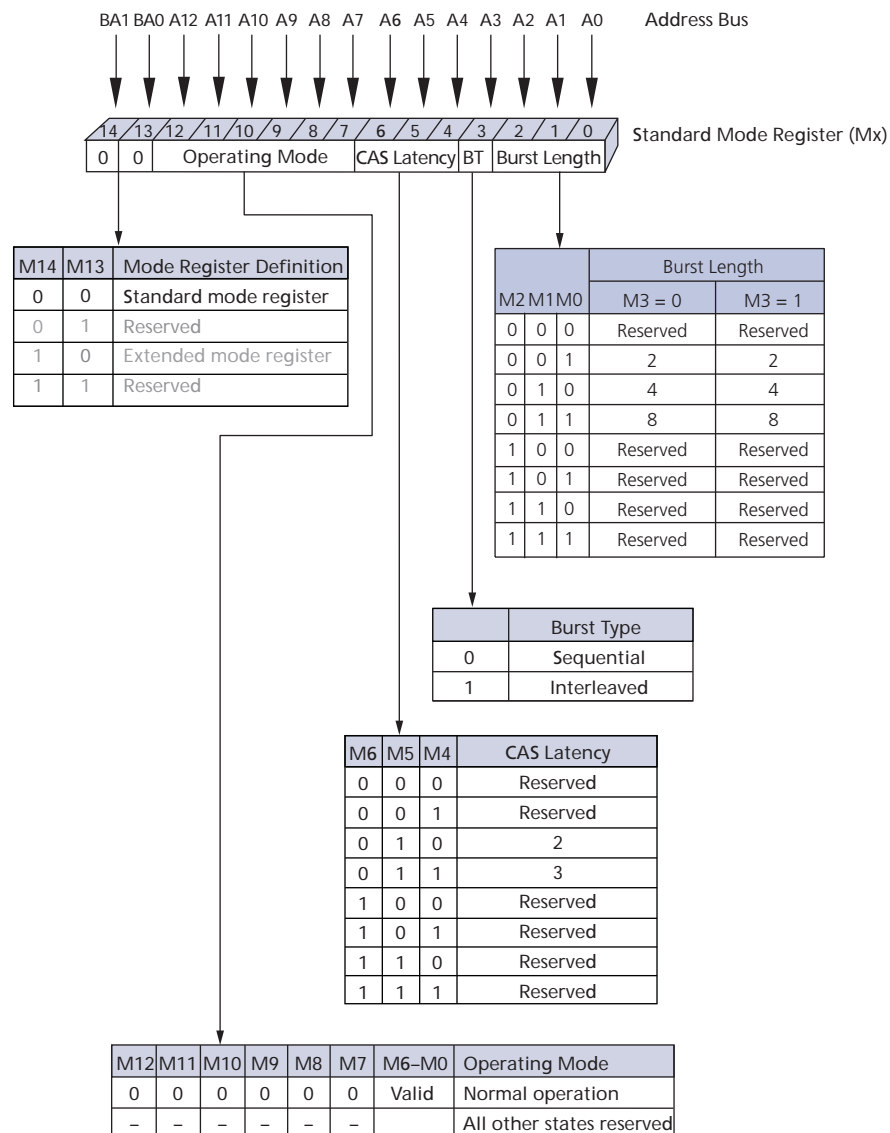 BA1 BA0 A12 A11 A10 A9 A8 A7 A6 A5 A4 A3 A2 A1 A0 Address Bus
14 13 12 11 10 9 8 7 6 5 4 3 2 1 0 Standard Mode Register (Mx)
0 0 Operating Mode CAS Latency BT Burst Length
M14 M13 Mode Register Definition
0 0 Standard mode register
0 1 Reserved
1 0 Extended mode register
1 1 Reserved
Burst Length
M2 M1 M0 M3 = 0 M3 = 1
0 0 0 Reserved Reserved
0 0 1 2 2
0 1 0 4 4
0 1 1 8 8
1 0 0 Reserved Reserved
1 0 1 Reserved Reserved
1 1 0 Reserved Reserved
1 1 1 Reserved Reserved
Burst Type
0 Sequential
1 Interleaved
M6 M5 M4 CAS Latency
0 0 0 Reserved
0 0 1 Reserved
0 1 0 2
0 1 1 3
1 0 0 Reserved
1 0 1 Reserved
1 1 0 Reserved
1 1 1 Reserved
M12 M11 M10 M9 M8 M7 M6–M0 Operating Mode
0 0 0 0 0 0 Valid Normal operation
– – – – – – All other states reserved